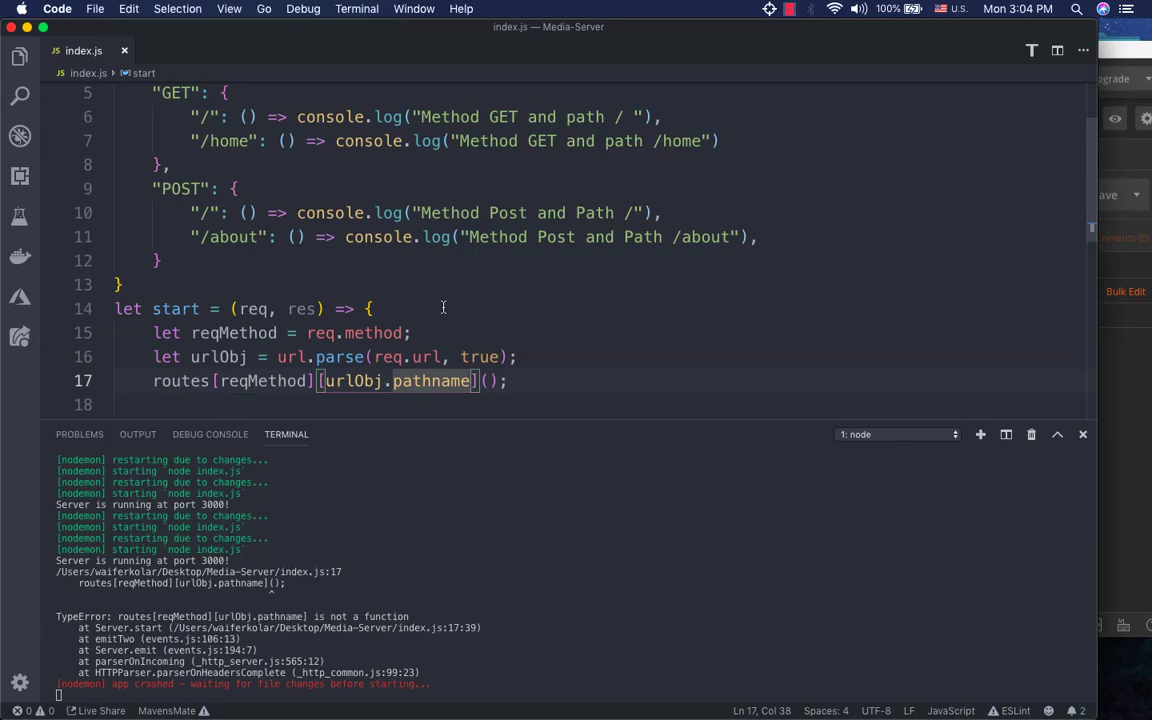 Code File Edit Selection View Go Debug Terminal Window Help 100% U.S. Mon 3:04 PM
index.js — Media-Server
JS index.js ×
JS index.js > start
5 "GET": {
6 "/": () => console.log("Method GET and path / "),
7 "/home": () => console.log("Method GET and path /home")
8 },
9 "POST": {
10 "/": () => console.log("Method Post and Path /"),
11 "/about": () => console.log("Method Post and Path /about"),
12 }
13 }
14 let start = (req, res) => {
15 let reqMethod = req.method;
16 let urlObj = url.parse(req.url, true);
17 routes[reqMethod][urlObj.pathname]();
18
PROBLEMS OUTPUT DEBUG CONSOLE TERMINAL 1: node
[nodemon] restarting due to changes...
[nodemon] starting `node index.js`
[nodemon] restarting due to changes...
[nodemon] starting `node index.js`
Server is running at port 3000!
[nodemon] restarting due to changes...
[nodemon] starting `node index.js`
[nodemon] restarting due to changes...
[nodemon] starting `node index.js`
Server is running at port 3000!
/Users/waiferkolar/Desktop/Media-Server/index.js:17
routes[reqMethod][urlObj.pathname]();
^
TypeError: routes[reqMethod][urlObj.pathname] is not a function
at Server.start (/Users/waiferkolar/Desktop/Media-Server/index.js:17:39)
at emitTwo (events.js:106:13)
at Server.emit (events.js:194:7)
at parserOnIncoming (_http_server.js:565:12)
at HTTPParser.parserOnHeadersComplete (_http_common.js:99:23)
[nodemon] app crashed - waiting for file changes before starting...
0 0 Live Share MavensMate Ln 17, Col 38 Spaces: 4 UTF-8 LF JavaScript ESLint 2
pgrade
ave
mments (0)
Bulk Edit